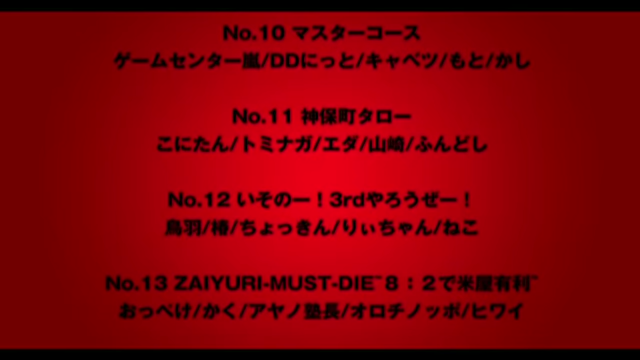 No.10 マスターコース
ゲームセンター嵐/DDにっと/キャベツ/もと/かし
No.11 神保町タロー
こにたん/トミナガ/エダ/山崎/ふんどし
No.12 いそのー！3rdやろうぜー！
鳥羽/椿/ちょっきん/りぃちゃん/ねこ
No.13 ZAIYURI-MUST-DIE~８：２で米屋有利~
おっぺけ/かく/アヤノ塾長/オロチノッポ/ヒワイ